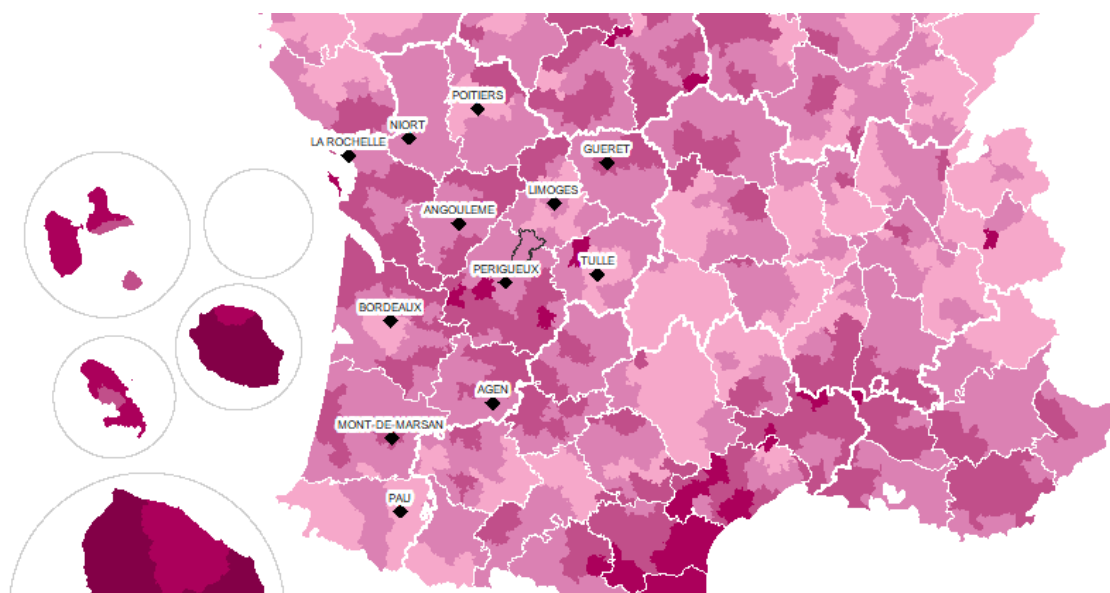 POITIERS
NIORT
LA ROCHELLE
GUERET
LIMOGES
ANGOULEME
PERIGUEUX
TULLE
BORDEAUX
AGEN
MONT-DE-MARSAN
PAU